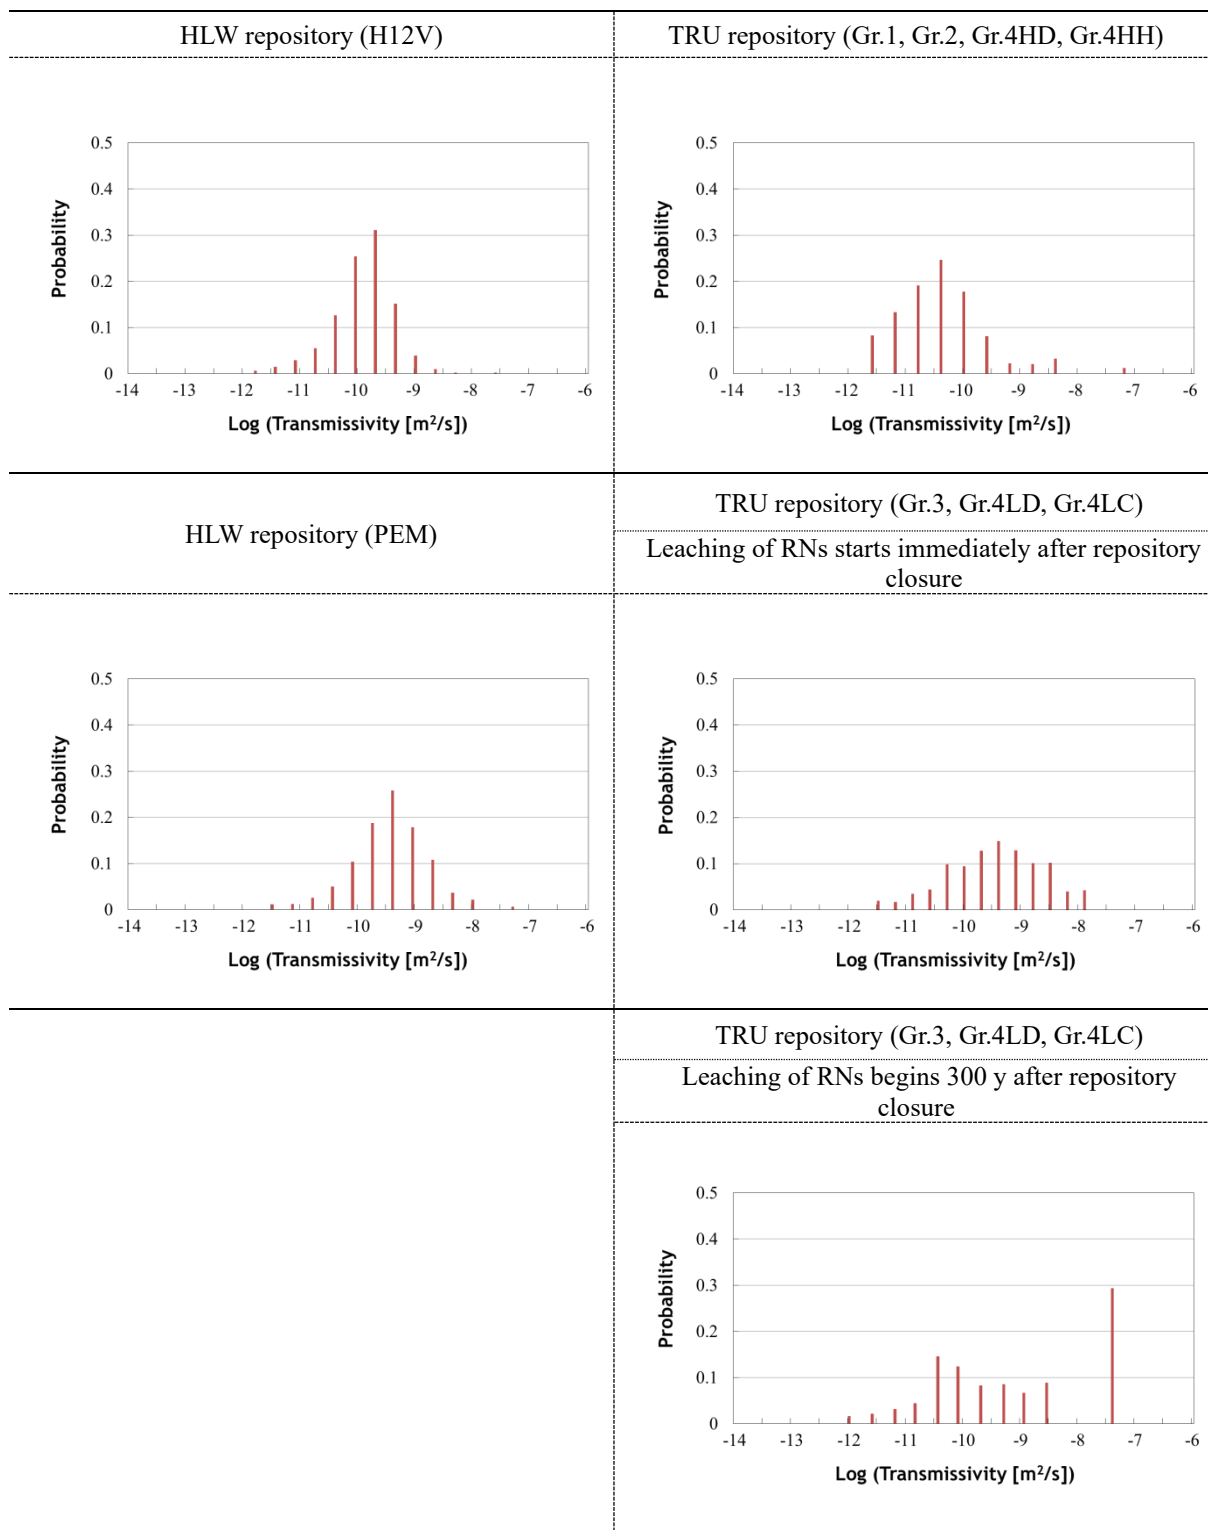 HLW repository (H12V)
TRU repository (Gr.1, Gr.2, Gr.4HD, Gr.4HH)
0.5
0.4
0.3
0.2
0.1
0
Probability
-14 -13 -12 -11 -10 -9 -8 -7 -6
Log (Transmissivity [m²/s])
0.5
0.4
0.3
0.2
0.1
0
Probability
-14 -13 -12 -11 -10 -9 -8 -7 -6
Log (Transmissivity [m²/s])
HLW repository (PEM)
TRU repository (Gr.3, Gr.4LD, Gr.4LC)
Leaching of RNs starts immediately after repository
closure
0.5
0.4
0.3
0.2
0.1
0
Probability
-14 -13 -12 -11 -10 -9 -8 -7 -6
Log (Transmissivity [m²/s])
0.5
0.4
0.3
0.2
0.1
0
Probability
-14 -13 -12 -11 -10 -9 -8 -7 -6
Log (Transmissivity [m²/s])
TRU repository (Gr.3, Gr.4LD, Gr.4LC)
Leaching of RNs begins 300 y after repository
closure
0.5
0.4
0.3
0.2
0.1
0
Probability
-14 -13 -12 -11 -10 -9 -8 -7 -6
Log (Transmissivity [m²/s])